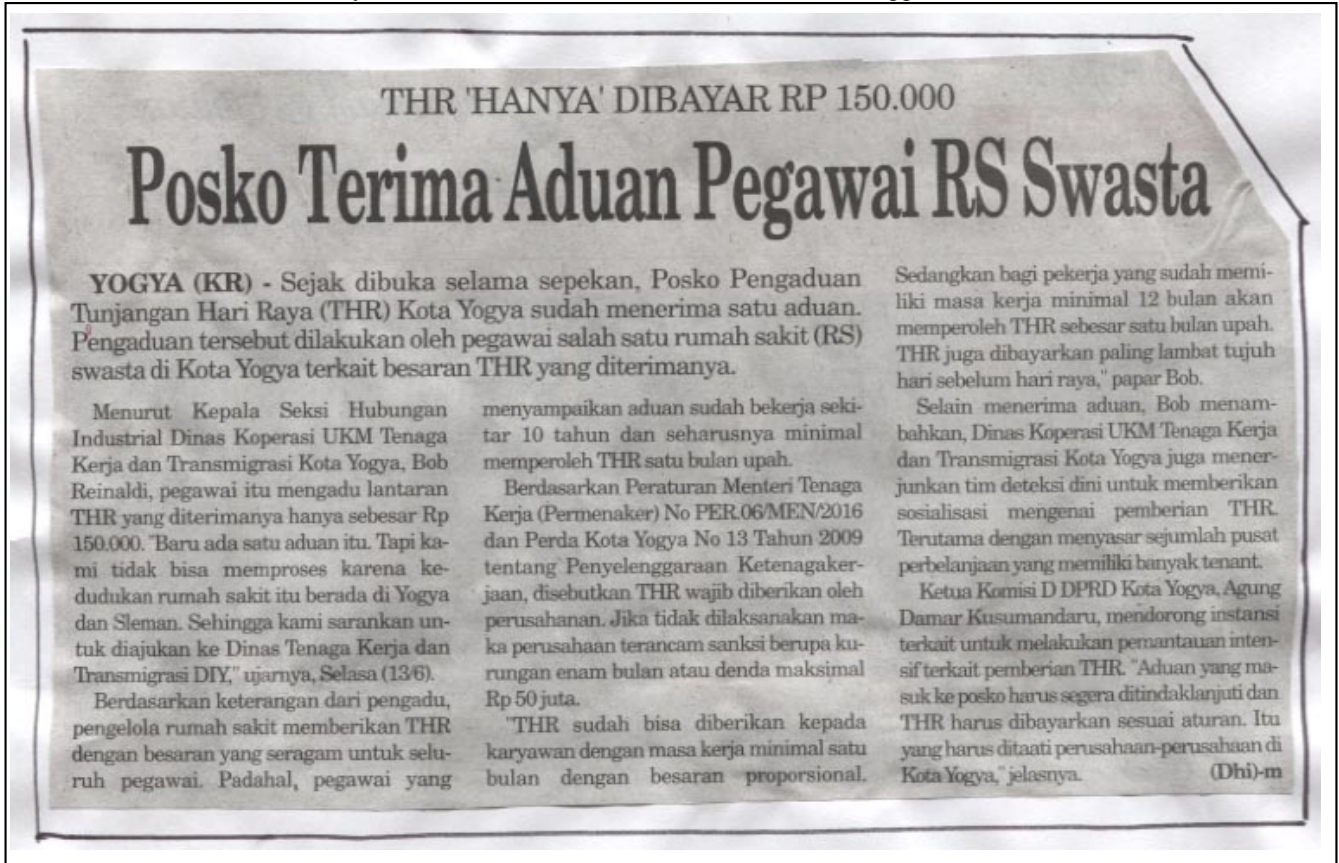 THR 'HANYA' DIBAYAR RP 150.000
Posko Terima Aduan Pegawai RS Swasta
YOGYA (KR) - Sejak dibuka selama sepekan, Posko Pengaduan
Tunjangan Hari Raya (THR) Kota Yogya sudah menerima satu aduan.
Pengaduan tersebut dilakukan oleh pegawai salah satu rumah sakit (RS)
swasta di Kota Yogya terkait besaran THR yang diterimanya.
Menurut Kepala Seksi Hubungan
Industrial Dinas Koperasi UKM Tenaga
Kerja dan Transmigrasi Kota Yogya, Bob
Reinaldi, pegawai itu mengadu lantaran
THR yang diterimanya hanya sebesar Rp
150.000. "Baru ada satu aduan itu. Tapi ka-
mi tidak bisa memproses karena ke-
dudukan rumah sakit itu berada di Yogya
dan Sleman. Sehingga kami sarankan un-
tuk diajukan ke Dinas Tenaga Kerja dan
Transmigrasi DIY," ujarnya, Selasa (13/6).
Berdasarkan keterangan dari pengadu,
pengelola rumah sakit memberikan THR
dengan besaran yang seragam untuk selu-
ruh pegawai. Padahal, pegawai yang
menyampaikan aduan sudah bekerja seki-
tar 10 tahun dan seharusnya minimal
memperoleh THR satu bulan upah.
Berdasarkan Peraturan Menteri Tenaga
Kerja (Permenaker) No PER.06/MEN/2016
dan Perda Kota Yogya No 13 Tahun 2009
tentang Penyelenggaraan Ketenagaker-
jaan, disebutkan THR wajib diberikan oleh
perusahanan. Jika tidak dilaksanakan ma-
ka perusahaan terancam sanksi berupa ku-
rungan enam bulan atau denda maksimal
Rp 50 juta.
"THR sudah bisa diberikan kepada
karyawan dengan masa kerja minimal satu
bulan dengan besaran proporsional.
Sedangkan bagi pekerja yang sudah memi-
liki masa kerja minimal 12 bulan akan
memperoleh THR sebesar satu bulan upah.
THR juga dibayarkan paling lambat tujuh
hari sebelum hari raya," papar Bob.
Selain menerima aduan, Bob menam-
bahkan, Dinas Koperasi UKM Tenaga Kerja
dan Transmigrasi Kota Yogya juga mener-
junkan tim deteksi dini untuk memberikan
sosialisasi mengenai pemberian THR.
Terutama dengan menyasar sejumlah pusat
perbelanjaan yang memiliki banyak tenant.
Ketua Komisi D DPRD Kota Yogya, Agung
Damar Kusumandaru, mendorong instansi
terkait untuk melakukan pemantauan inten-
sif terkait pemberian THR. "Aduan yang ma-
suk ke posko harus segera ditindaklanjuti dan
THR harus dibayarkan sesuai aturan. Itu
yang harus ditaati perusahaan-perusahaan di
Kota Yogya," jelasnya. (Dhi)-m